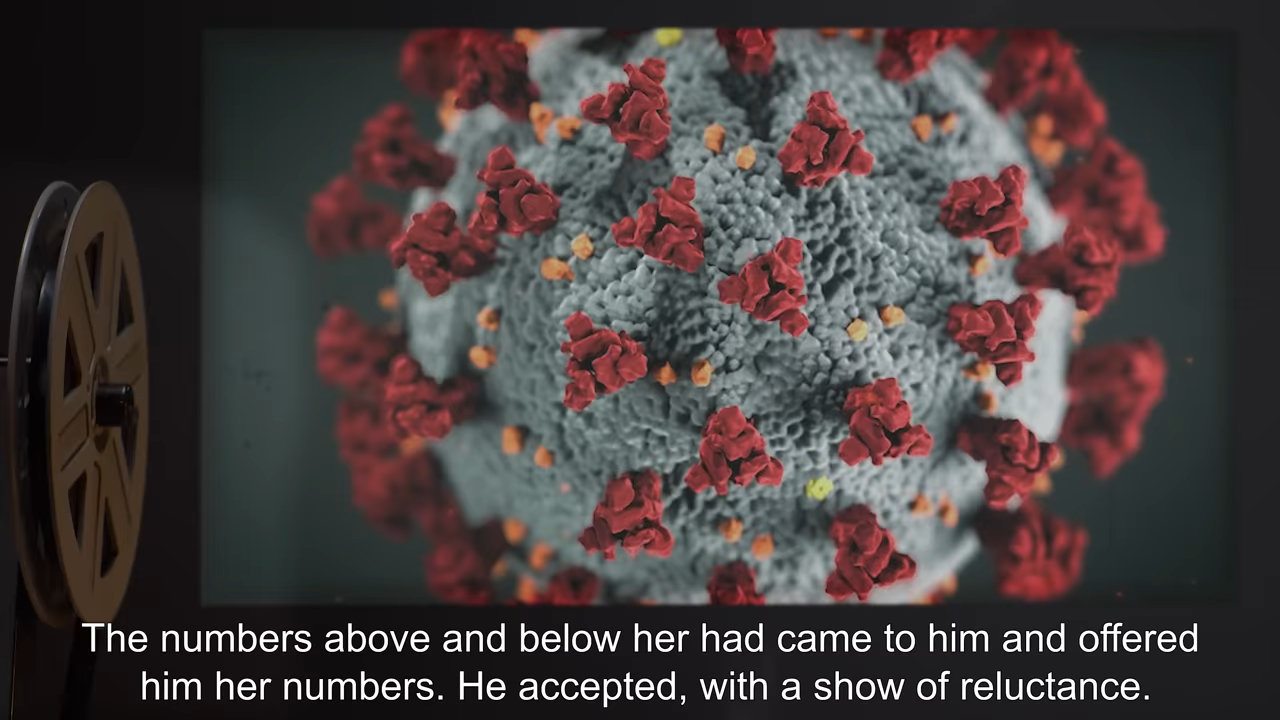 The numbers above and below her had came to him and offered
him her numbers. He accepted, with a show of reluctance.